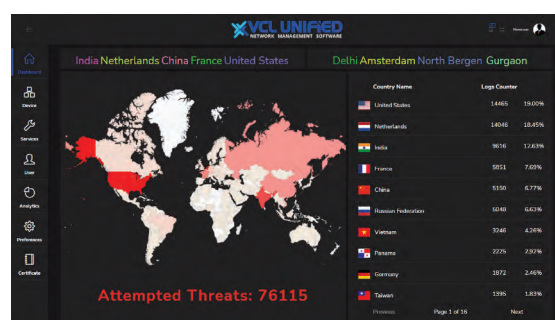 VCL UNIFIED
NETWORK MANAGEMENT SOFTWARE
India Netherlands China France United States
Delhi Amsterdam North Bergen Gurgaon
Dashboard
Device
Services
User
Analytics
Preferences
Certificate
Country Name Logs Counter
United States 14465 19.00%
Netherlands 14046 18.45%
India 9616 12.63%
France 5851 7.69%
China 5150 6.77%
Russian Federation 5048 6.63%
Vietnam 3246 4.26%
Panama 2225 2.92%
Germany 1872 2.46%
Taiwan 1395 1.83%
Attempted Threats: 76115
Previous Page 1 of 16 Next